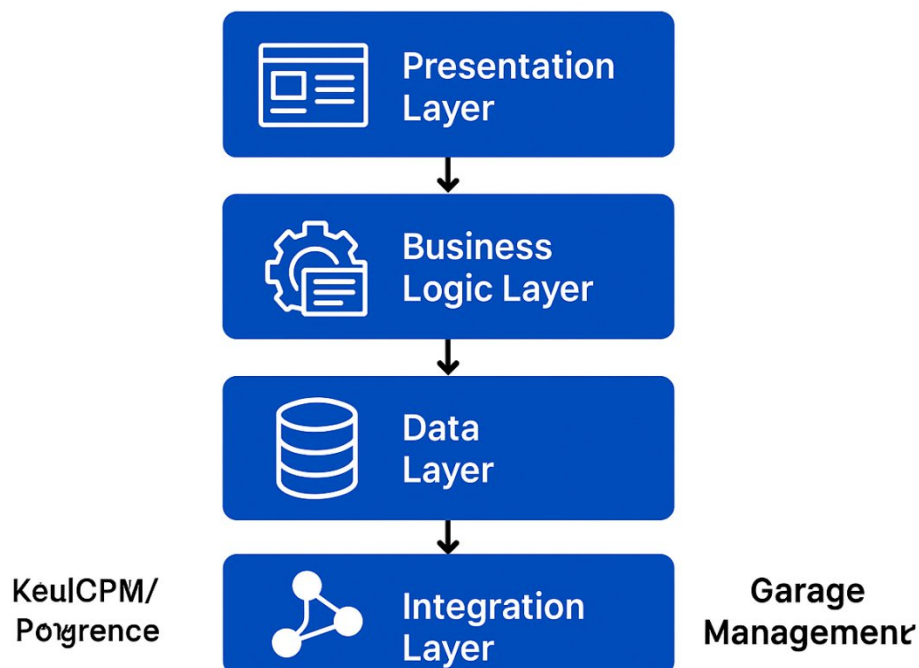 Presentation
Layer
Business
Logic Layer
Data
Layer
Integration
Layer
Garage
Management